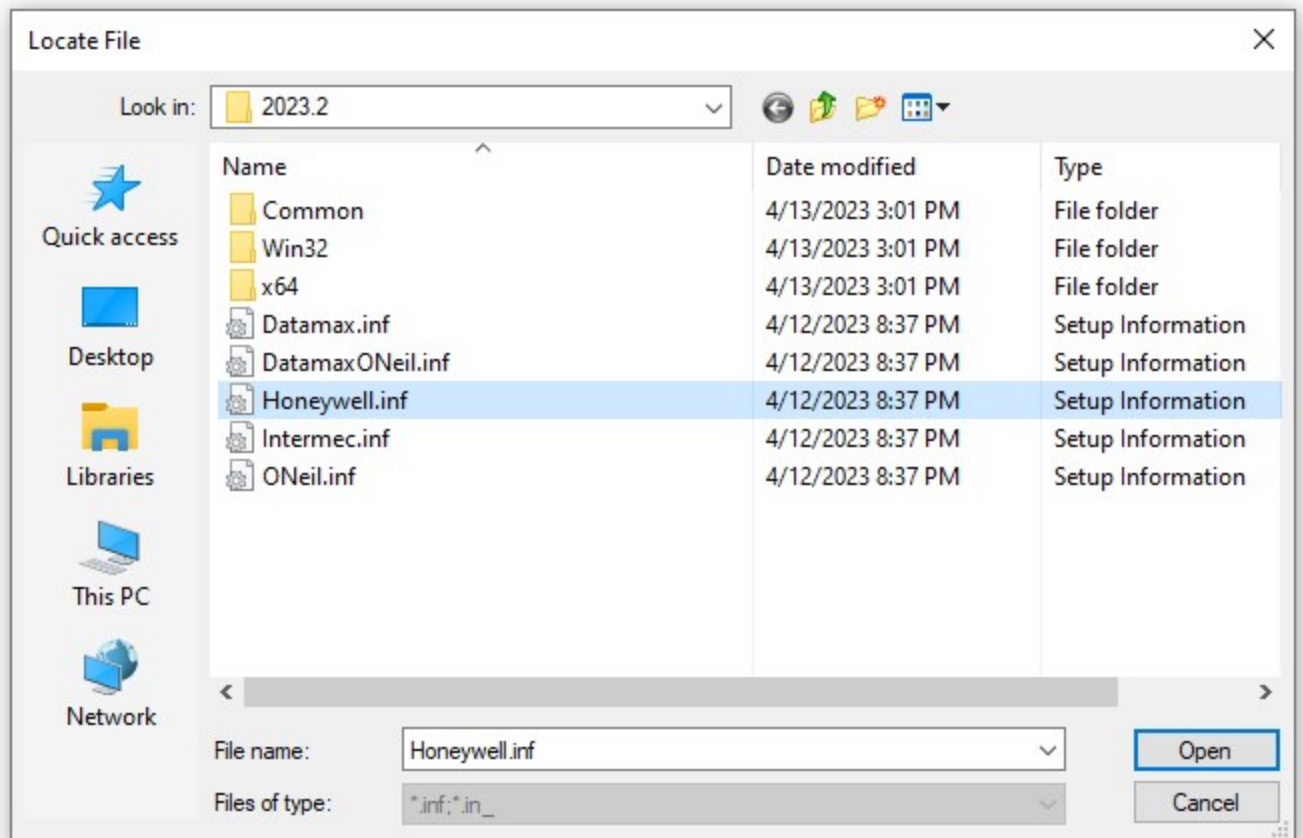 Locate File
Look in: 2023.2
Name Date modified Type
Common 4/13/2023 3:01 PM File folder
Win32 4/13/2023 3:01 PM File folder
x64 4/13/2023 3:01 PM File folder
Datamax.inf 4/12/2023 8:37 PM Setup Information
DatamaxONeil.inf 4/12/2023 8:37 PM Setup Information
Honeywell.inf 4/12/2023 8:37 PM Setup Information
Intermec.inf 4/12/2023 8:37 PM Setup Information
ONeil.inf 4/12/2023 8:37 PM Setup Information
Quick access
Desktop
Libraries
This PC
Network
File name: Honeywell.inf Open
Files of type: *.inf;*.in_ Cancel